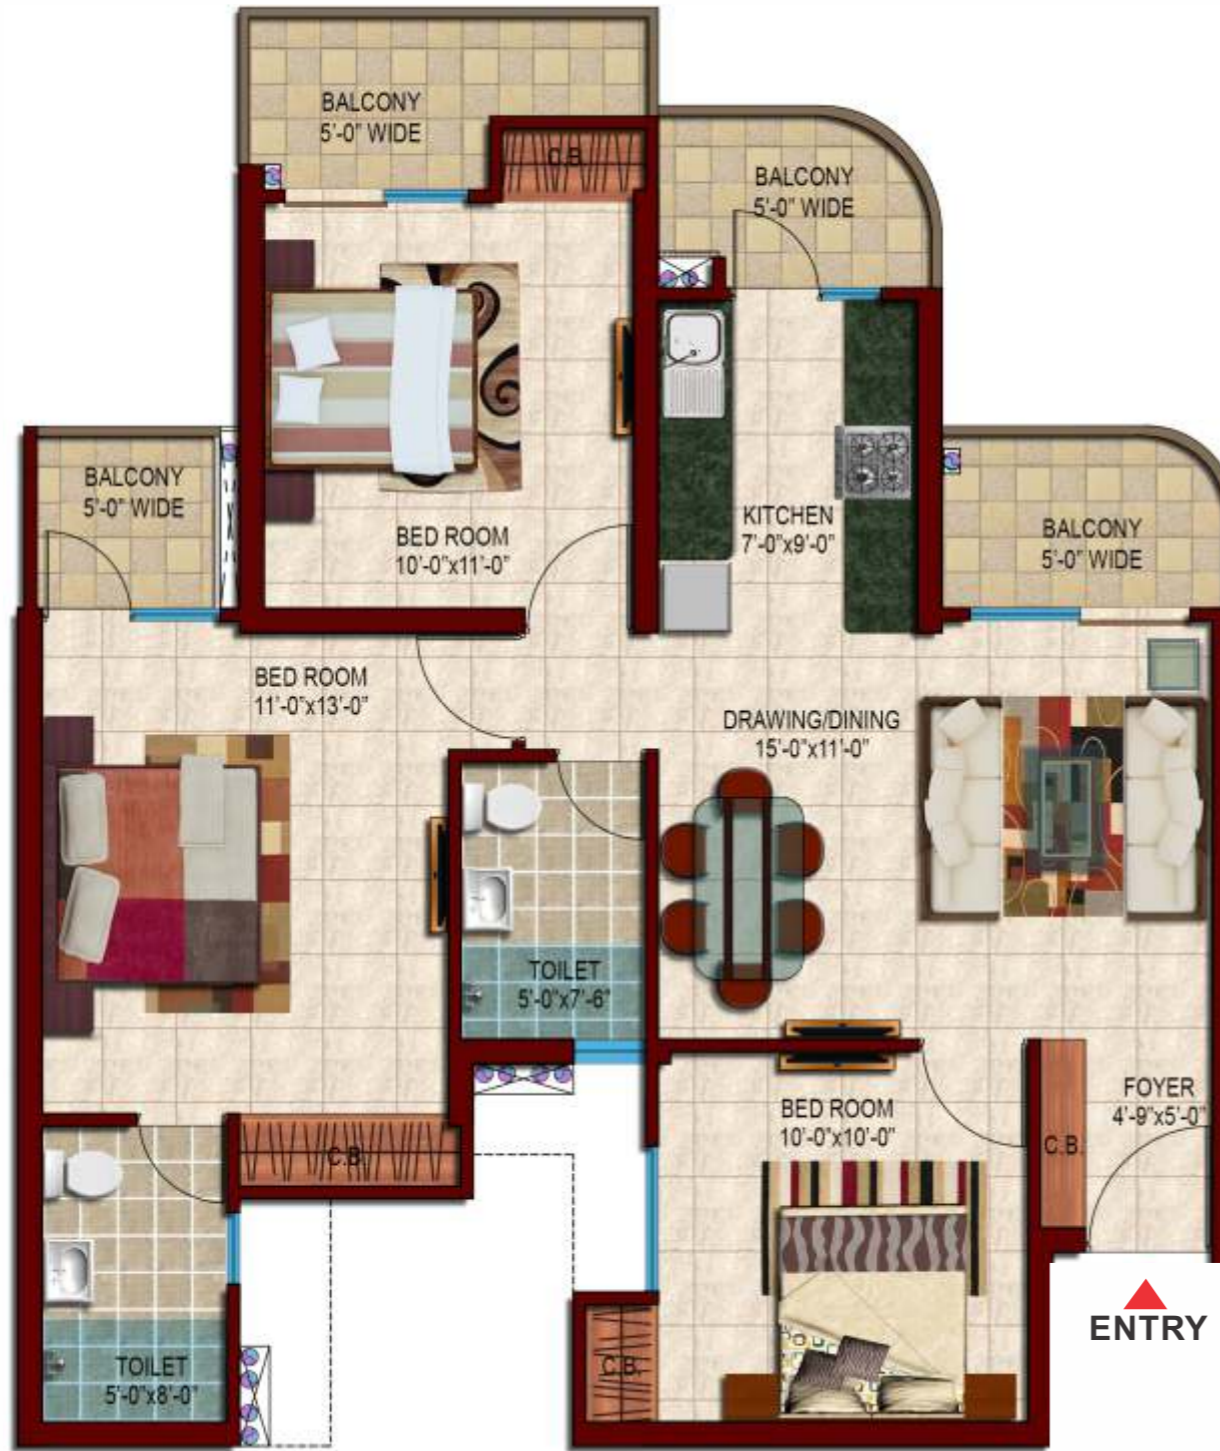 BALCONY
5'-0" WIDE
C.B.
BALCONY
5'-0" WIDE
BALCONY
5'-0" WIDE
BED ROOM
10'-0"x11'-0"
KITCHEN
7'-0"x9'-0"
BALCONY
5'-0" WIDE
BED ROOM
11'-0"x13'-0"
DRAWING/DINING
15'-0"x11'-0"
TOILET
5'-0"x7'-6"
BED ROOM
10'-0"x10'-0"
FOYER
4'-9"x5'-0"
C.B.
C.B.
ENTRY
TOILET
5'-0"x8'-0"
C.B.